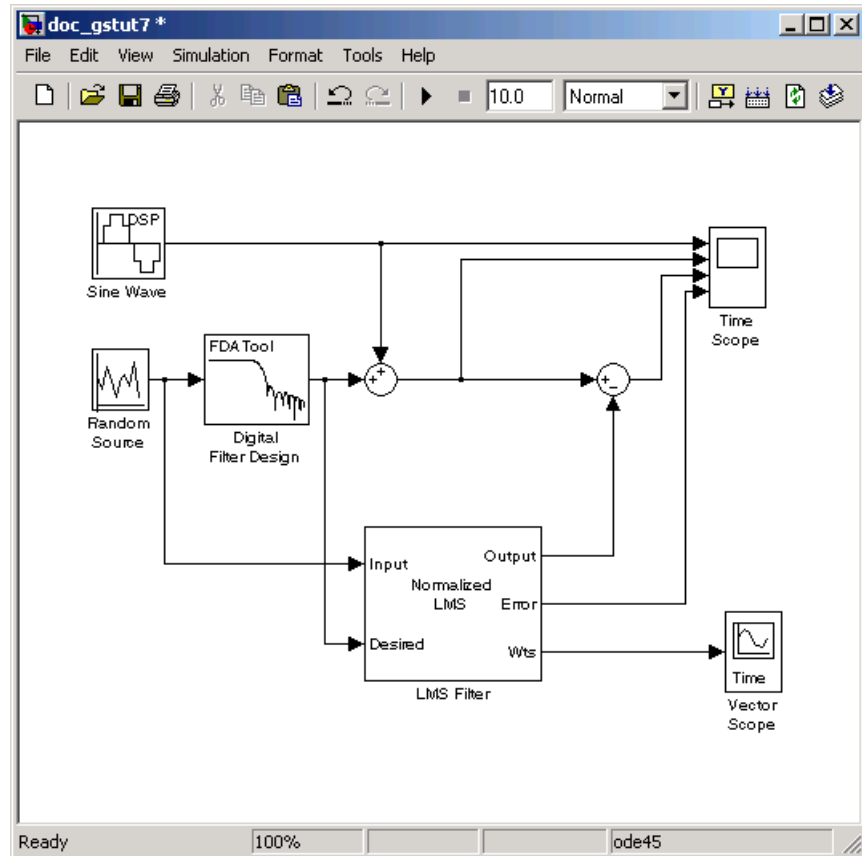 doc_gstut7 *
File Edit View Simulation Format Tools Help
10.0 Normal
DSP
Sine Wave
Time
Scope
FDATool
Random
Source
Digital
Filter Design
Input
Output
Normalized
LMS
Error
Desired
Wts
LMS Filter
Time
Vector
Scope
Ready 100% ode45